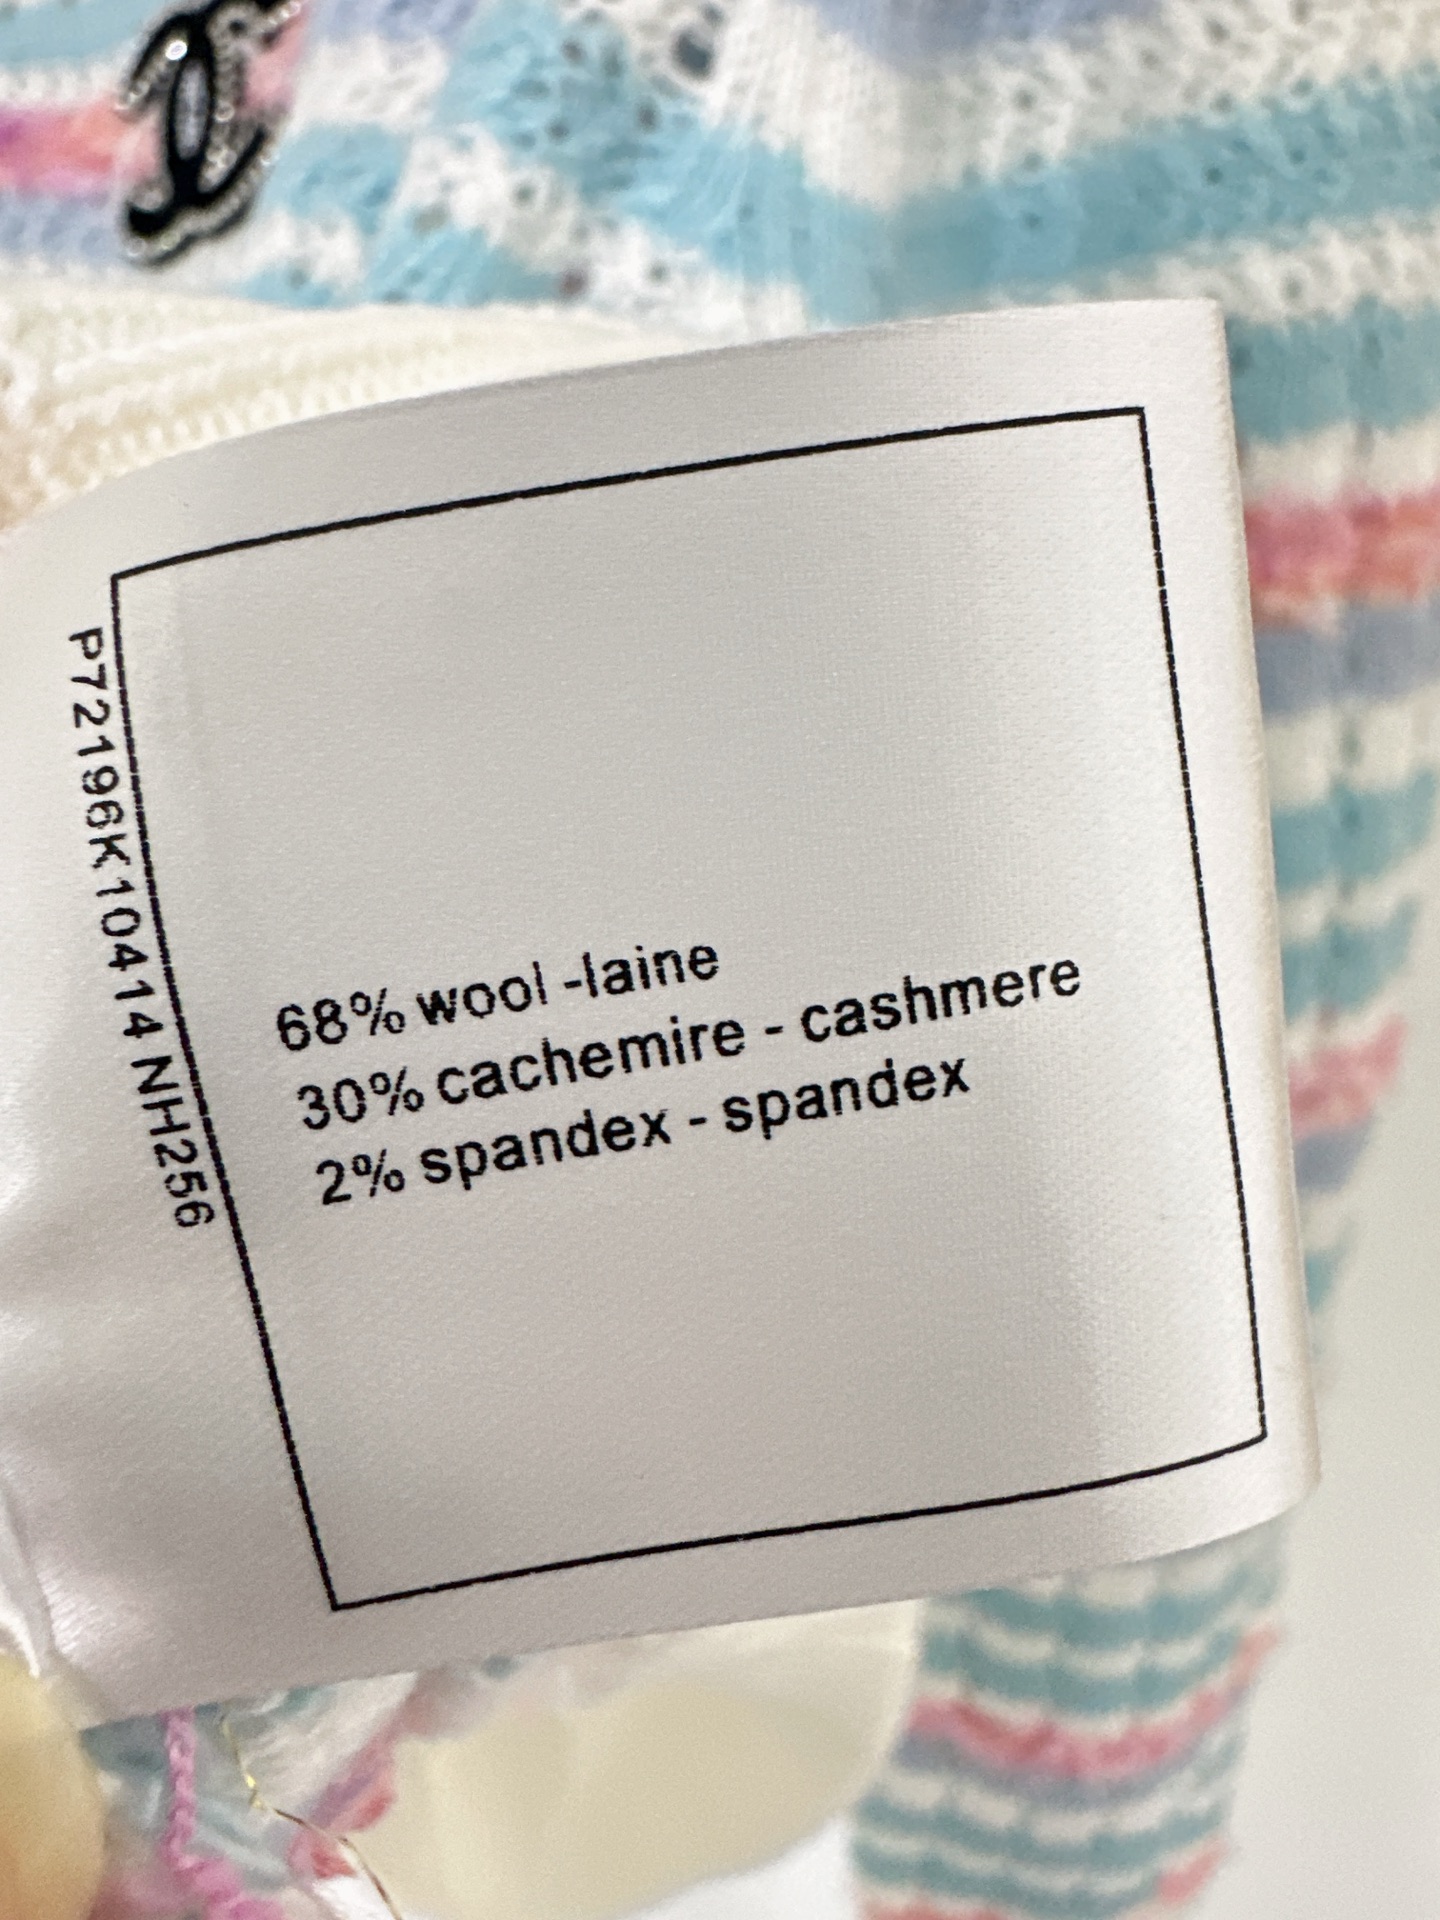 P72196K10414 NH256
68% wool -laine
30% cachemire - cashmere
2% spandex - spandex